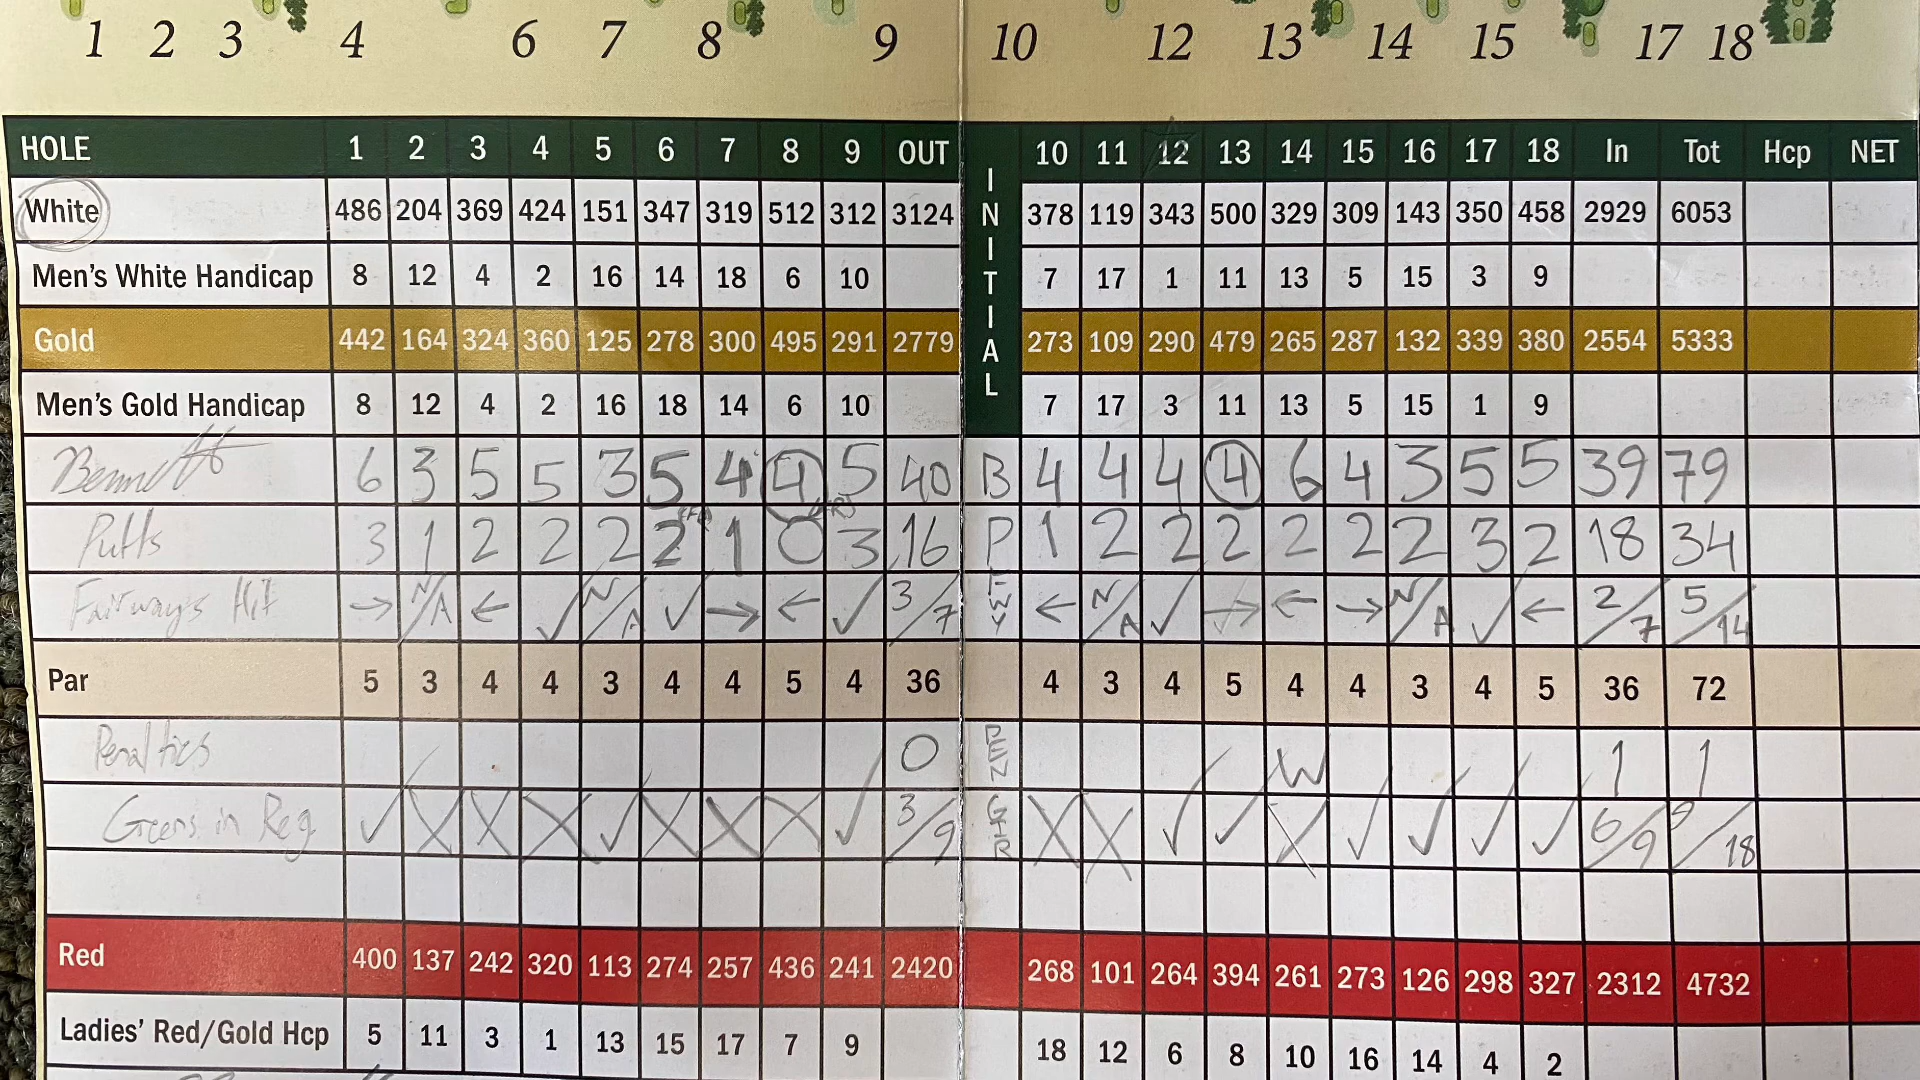 1 2 3 4 6 7 8 9 10 12 13 14 15 17 18
HOLE 1 2 3 4 5 6 7 8 9 OUT INITIAL 10 11 12 13 14 15 16 17 18 In Tot Hcp NET
White 486 204 369 424 151 347 319 512 312 3124 378 119 343 500 329 309 143 350 458 2929 6053
Men's White Handicap 8 12 4 2 16 14 18 6 10 7 17 1 11 13 5 15 3 9
Gold 442 164 324 360 125 278 300 495 291 2779 273 109 290 479 265 287 132 339 380 2554 5333
Men's Gold Handicap 8 12 4 2 16 18 14 6 10 7 17 3 11 13 5 15 1 9
Bennett 6 3 5 5 3 5 4 4 5 40 B 4 4 4 4 6 4 3 5 5 39 79
Putts 3 1 2 2 2 2 1 0 3 16 P 1 2 2 2 2 2 2 3 2 18 34
Fairways Hit → N/A ← ✓ N/A ✓ → ← ✓ 3/7 FWY ← N/A ✓ → ← → N/A ✓ ← 2/7 5/14
Par 5 3 4 4 3 4 4 5 4 36 4 3 4 5 4 4 3 4 5 36 72
Penalties 0 PEN W 1 1
Greens in Reg ✓ X X X ✓ X X X ✓ 3/9 GIR X X ✓ ✓ X ✓ ✓ ✓ ✓ 6/9 9/18
Red 400 137 242 320 113 274 257 436 241 2420 268 101 264 394 261 273 126 298 327 2312 4732
Ladies' Red/Gold Hcp 5 11 3 1 13 15 17 7 9 18 12 6 8 10 16 14 4 2